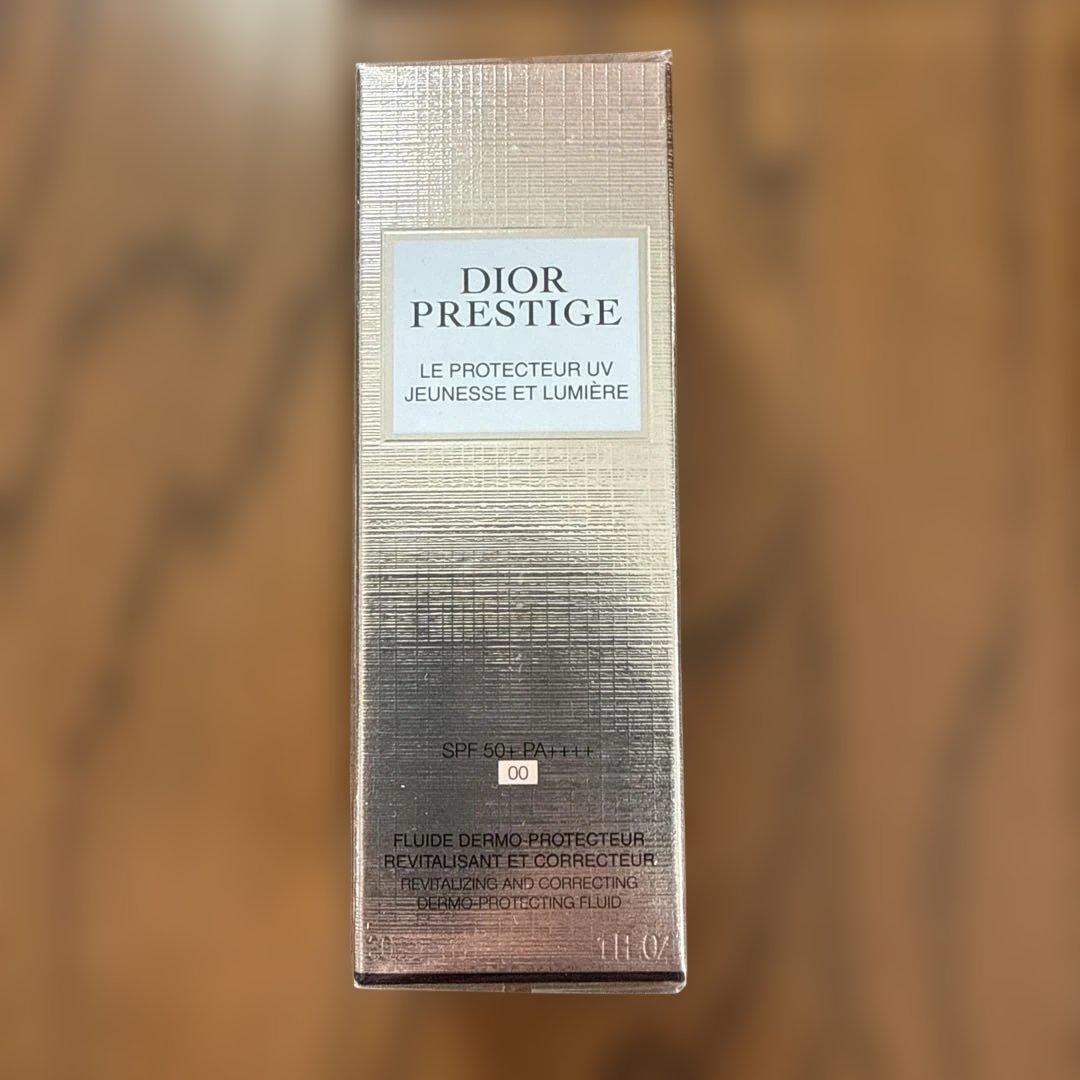 DIOR
PRESTIGE
LE PROTECTEUR UV
JEUNESSE ET LUMIÈRE
SPF 50+ PA++++
00
FLUIDE DERMO-PROTECTEUR
REVITALISANT ET CORRECTEUR
REVITALIZING AND CORRECTING
DERMO-PROTECTING FLUID